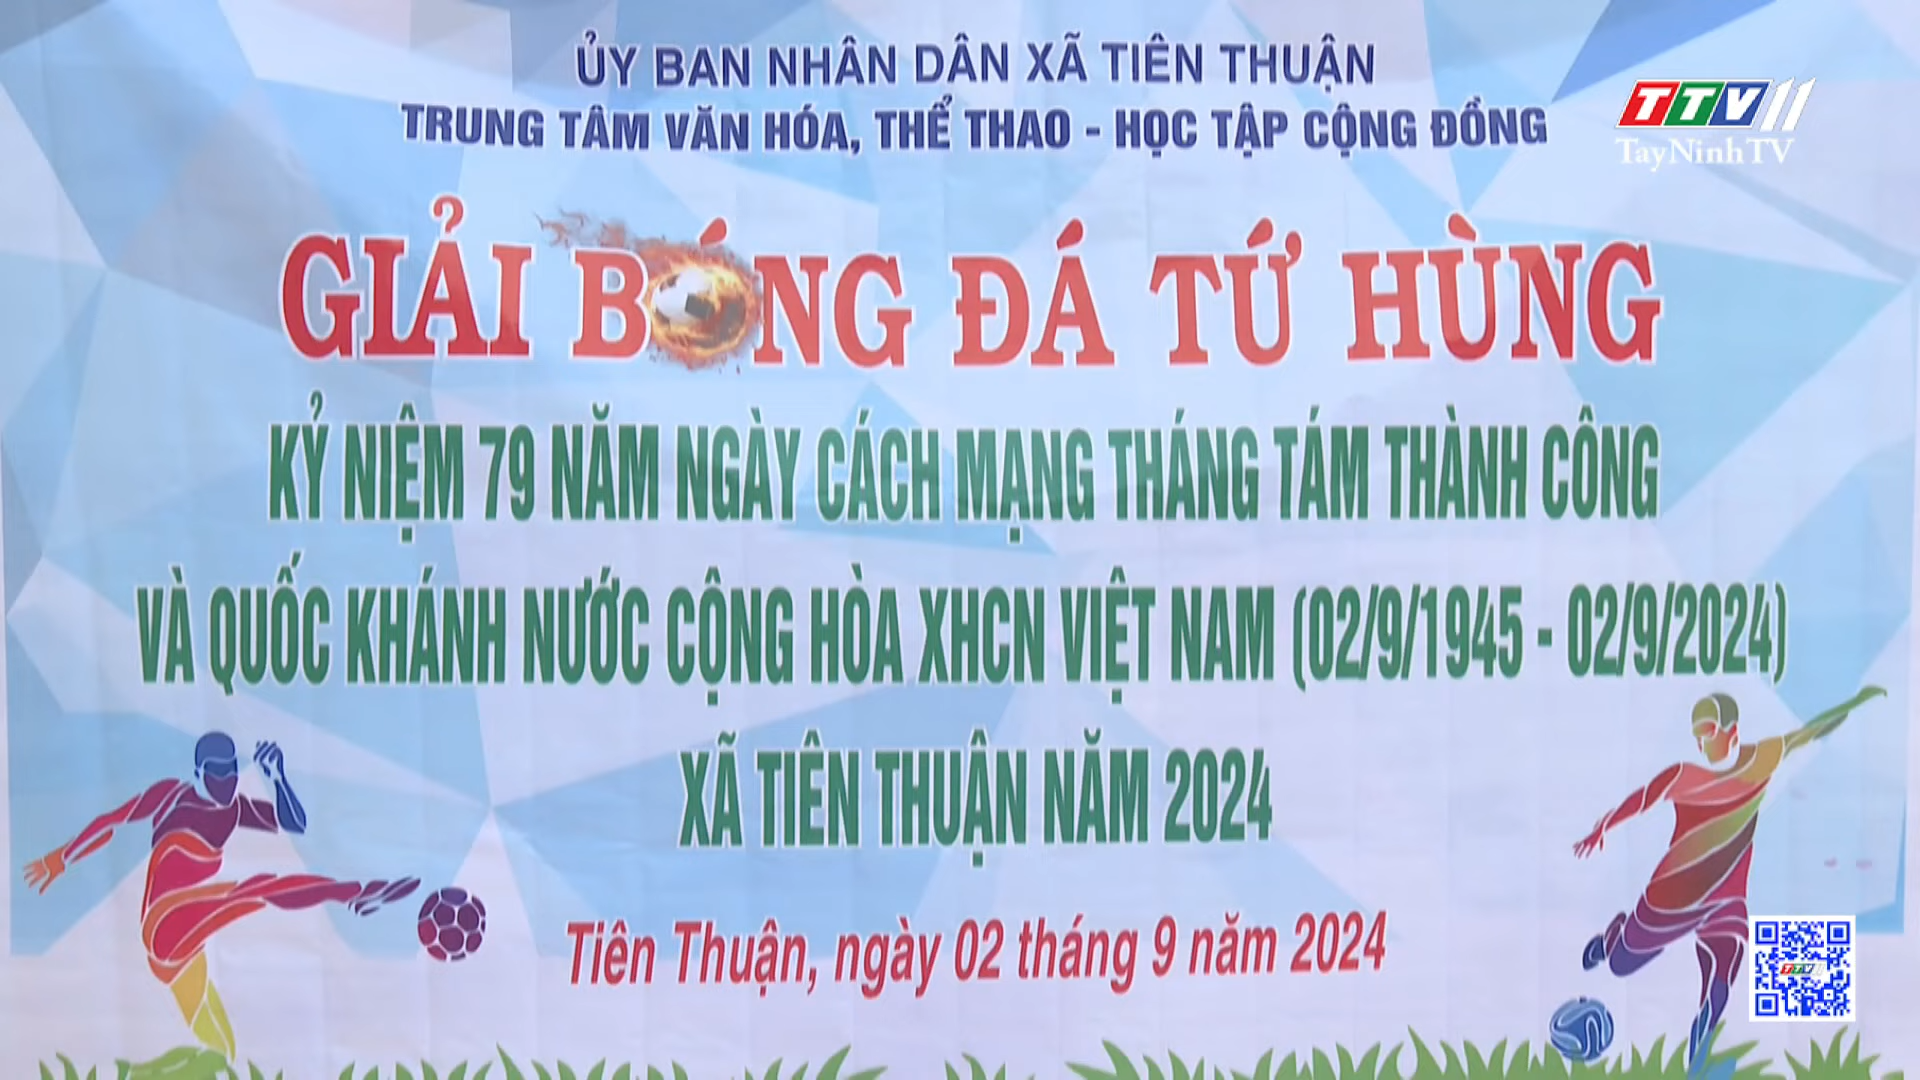 ỦY BAN NHÂN DÂN XÃ TIÊN THUẬN
TRUNG TÂM VĂN HÓA, THỂ THAO - HỌC TẬP CỘNG ĐỒNG
TTV11
TayNinhTV
GIẢI BÓNG ĐÁ TỨ HÙNG
KỶ NIỆM 79 NĂM NGÀY CÁCH MẠNG THÁNG TÁM THÀNH CÔNG
VÀ QUỐC KHÁNH NƯỚC CỘNG HÒA XHCN VIỆT NAM (02/9/1945 - 02/9/2024)
XÃ TIÊN THUẬN NĂM 2024
Tiên Thuận, ngày 02 tháng 9 năm 2024
TTV11